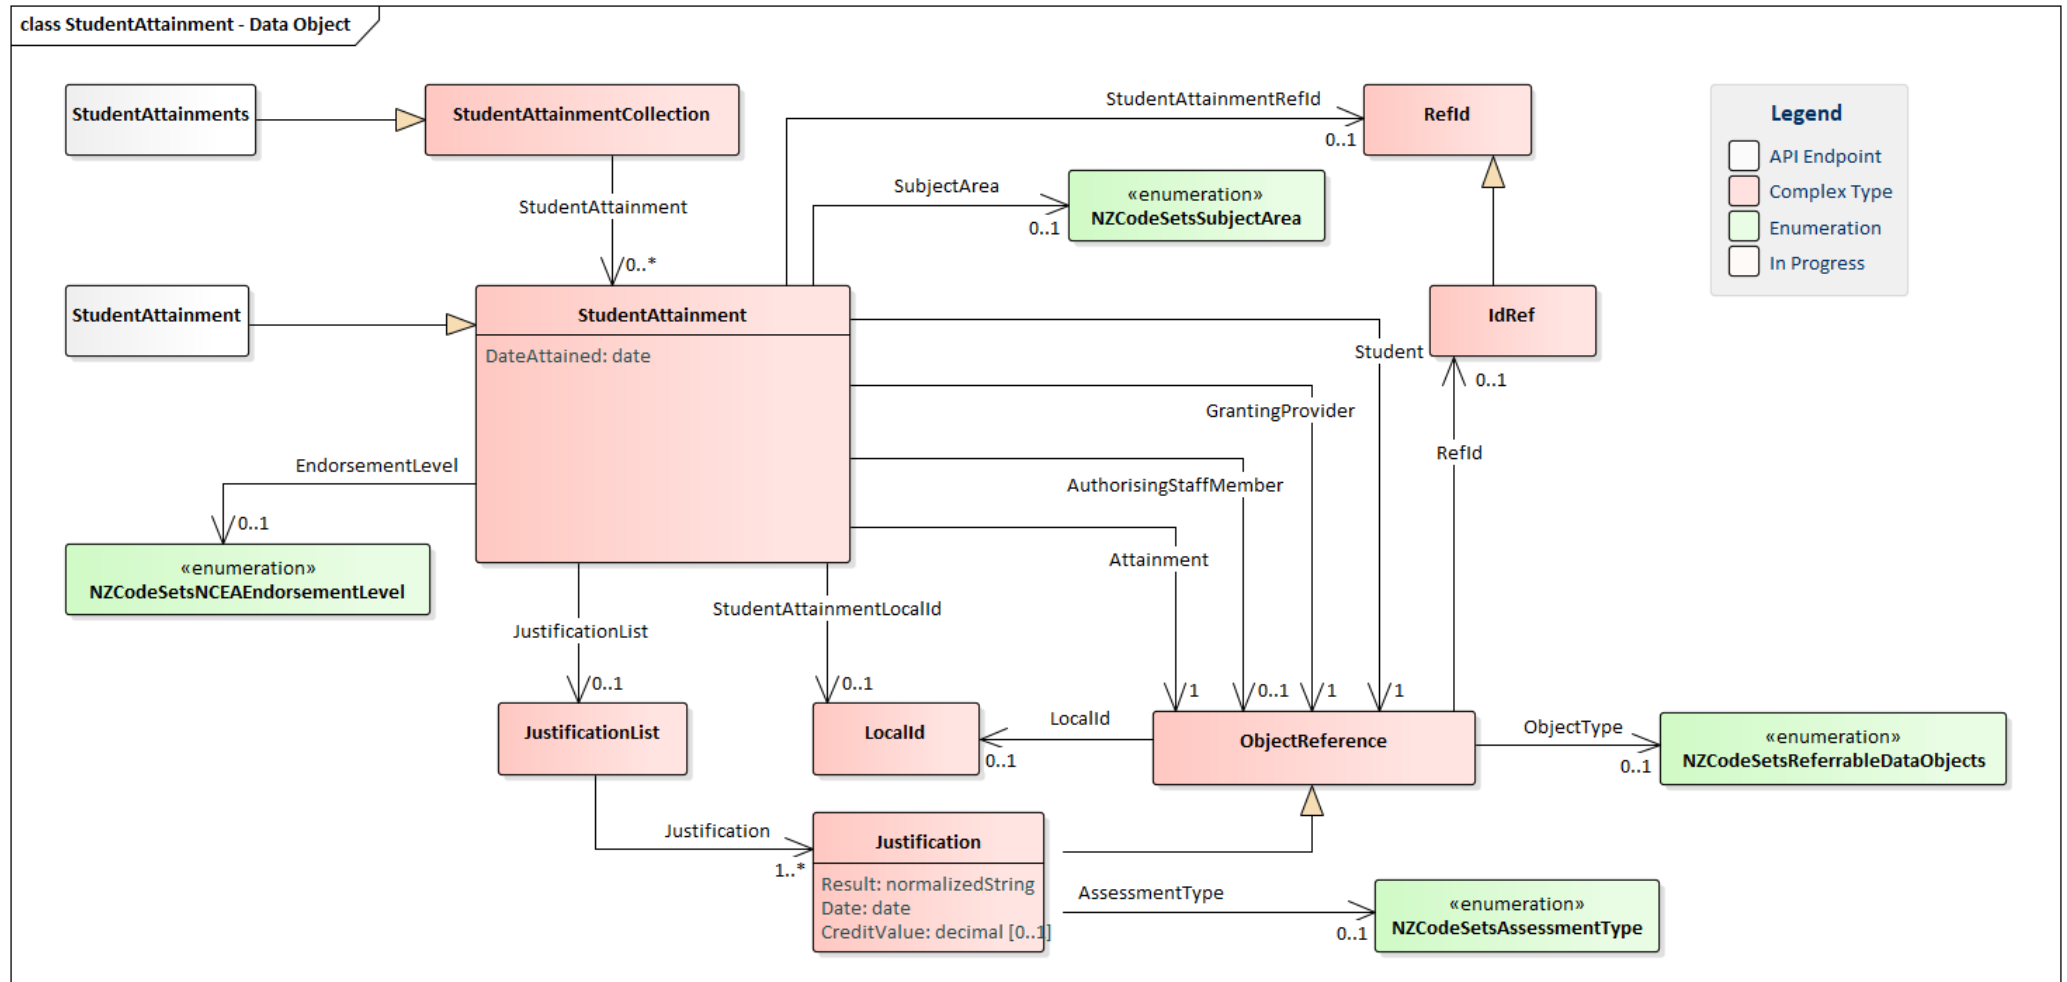 class StudentAttainment - Data Object
StudentAttainments
StudentAttainmentCollection
StudentAttainmentRefId
0..1
RefId
Legend
API Endpoint
Complex Type
Enumeration
In Progress
StudentAttainment
0..*
SubjectArea
0..1
«enumeration»
NZCodeSetsSubjectArea
StudentAttainment
StudentAttainment
DateAttained: date
IdRef
0..1
Student
GrantingProvider
RefId
AuthorisingStaffMember
Attainment
EndorsementLevel
0..1
«enumeration»
NZCodeSetsNCEAEndorsementLevel
JustificationList
0..1
StudentAttainmentLocalId
0..1
1
0..1
1
1
JustificationList
LocalId
LocalId
0..1
ObjectReference
ObjectType
0..1
«enumeration»
NZCodeSetsReferrableDataObjects
Justification
1..*
Justification
Result: normalizedString
Date: date
CreditValue: decimal [0..1]
AssessmentType
0..1
«enumeration»
NZCodeSetsAssessmentType